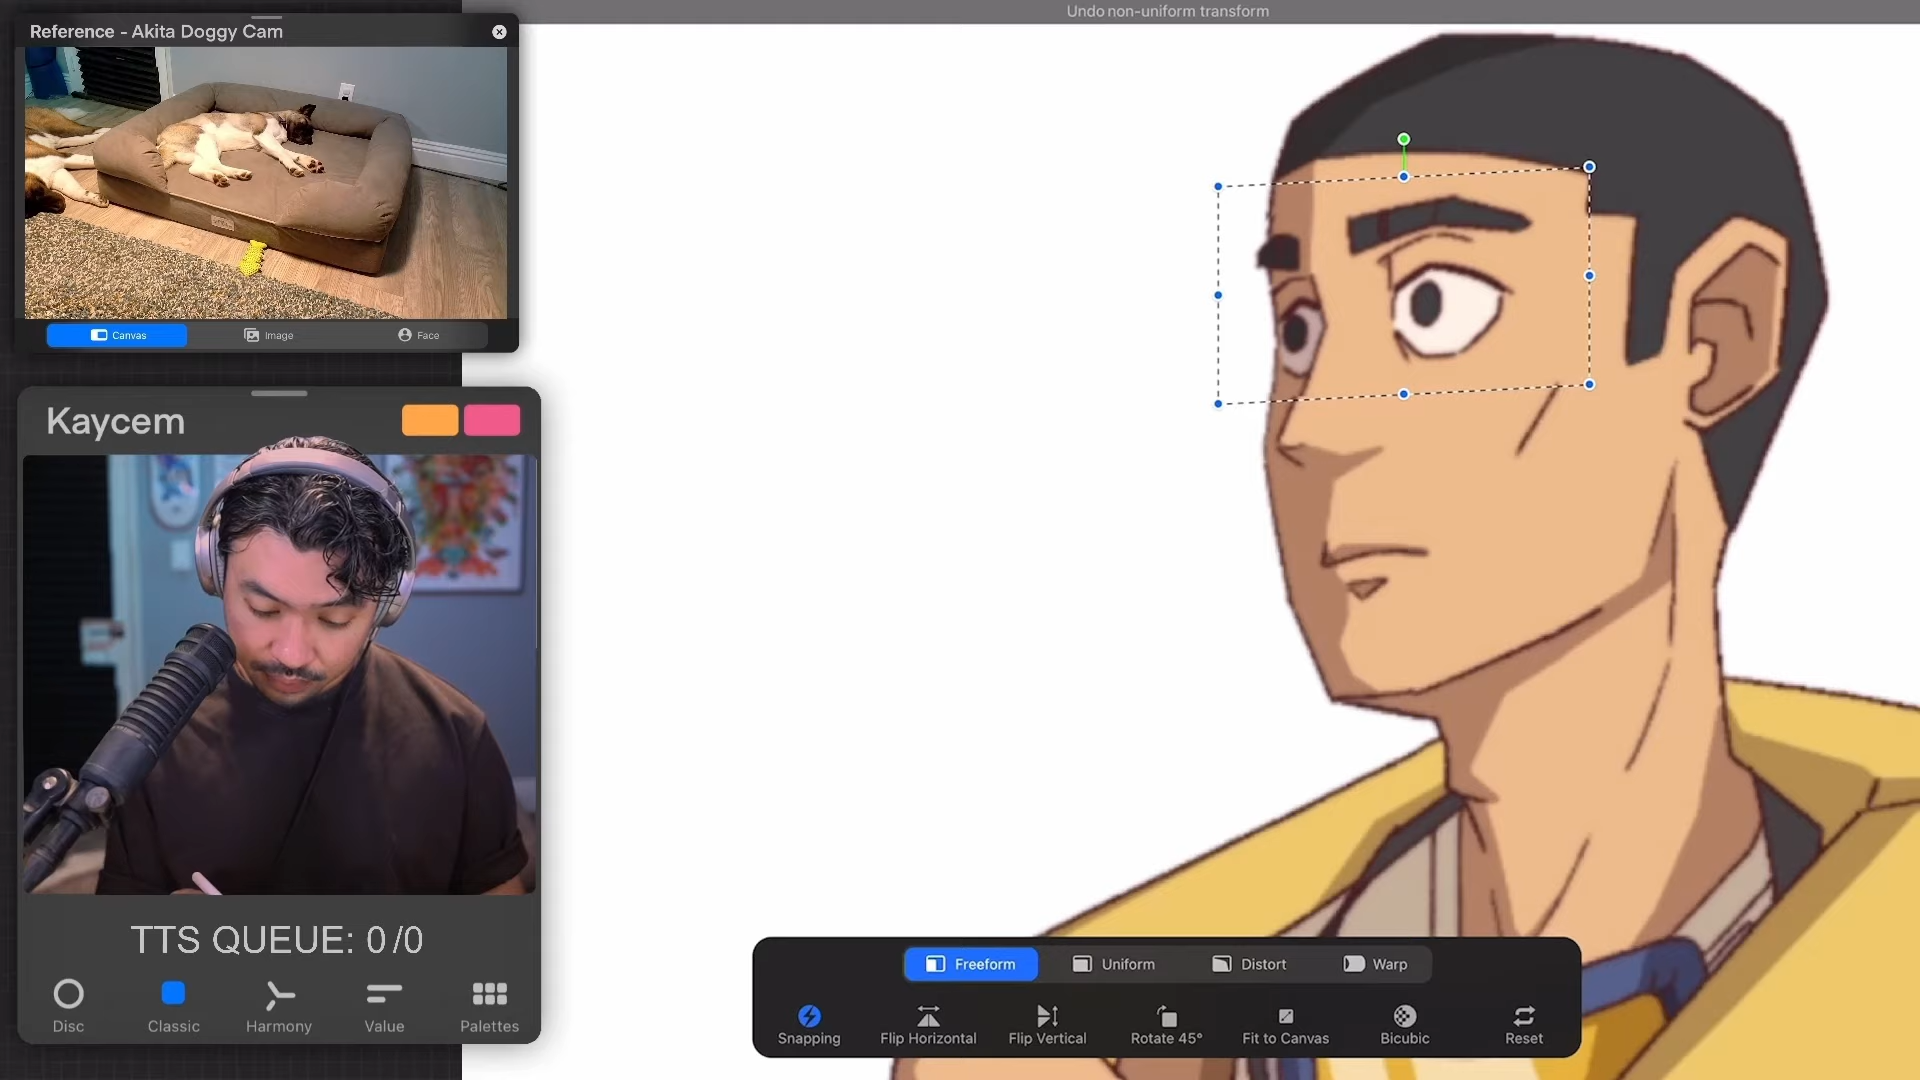 Undo non-uniform transform
Reference - Akita Doggy Cam
Canvas
Image
Face
Kaycem
TTS QUEUE: 0/0
Disc
Classic
Harmony
Value
Palettes
Freeform
Uniform
Distort
Warp
Snapping
Flip Horizontal
Flip Vertical
Rotate 45°
Fit to Canvas
Bicubic
Reset